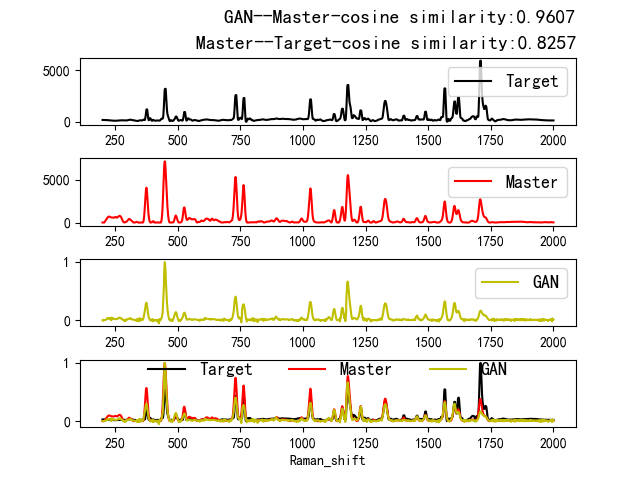 GAN--Master-cosine similarity:0.9607
Master--Target-cosine similarity:0.8257
5000
0
Target
250 500 750 1000 1250 1500 1750 2000
5000
0
Master
250 500 750 1000 1250 1500 1750 2000
1
0
GAN
250 500 750 1000 1250 1500 1750 2000
1
0
Target Master GAN
250 500 750 1000 1250 1500 1750 2000
Raman_shift